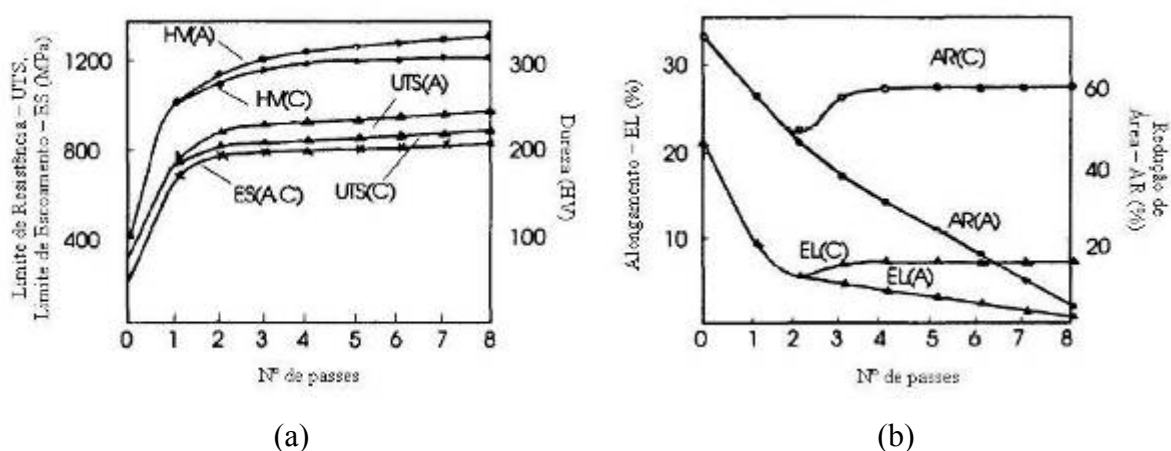 Limite de Resistência – UTS,
Limite de Escoamento – ES (MPa)
1200
800
400
HV(A)
HV(C)
UTS(A)
UTS(C)
ES(A.C)
300
200
100
Dureza (HV)
0 1 2 3 4 5 6 7 8
Nº de passes
(a)
Alongamento – EL (%)
30
20
10
0
AR(C)
AR(A)
EL(C)
EL(A)
60
40
20
Redução de
Área – AR (%)
0 1 2 3 4 5 6 7 8
Nº de passes
(b)